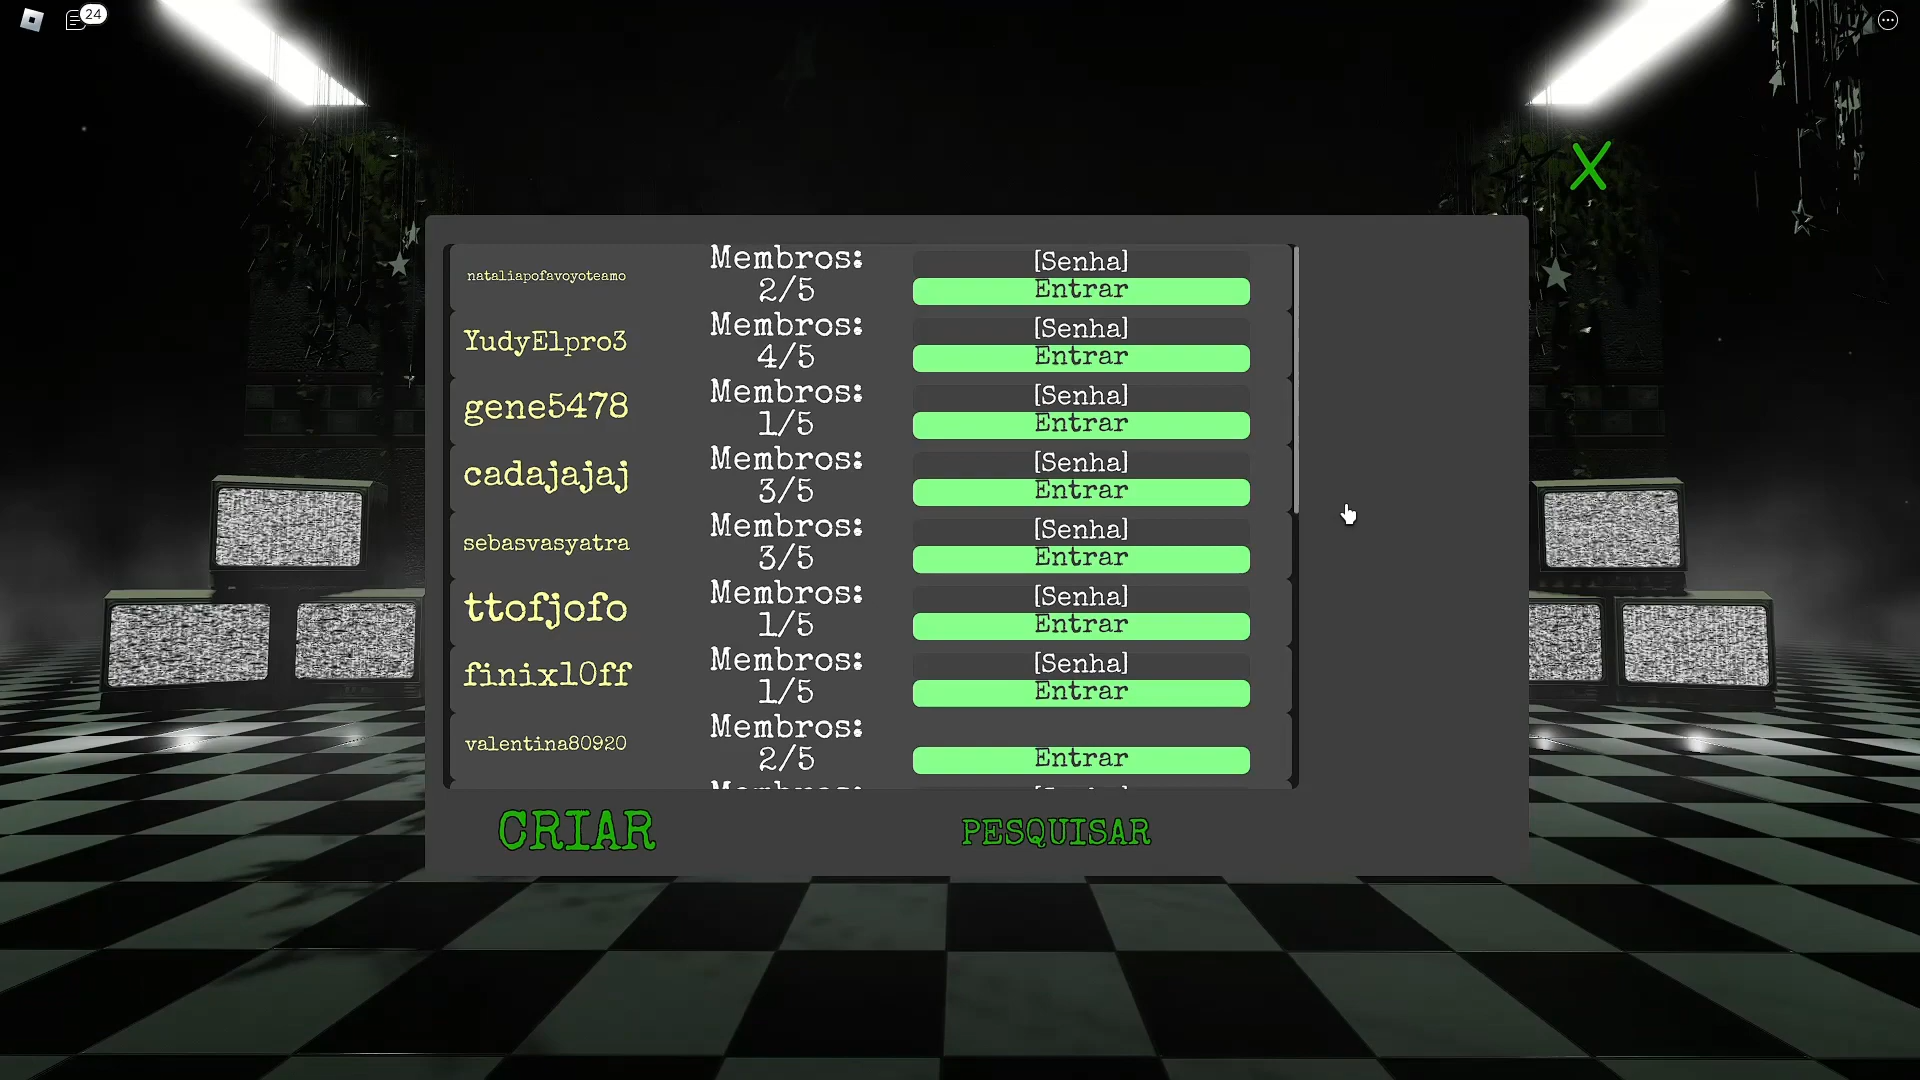 24
nataliapofavoyoteamo
Membros:
2/5
[Senha]
Entrar
YudyElpro3
Membros:
4/5
[Senha]
Entrar
gene5478
Membros:
1/5
[Senha]
Entrar
cadajajaj
Membros:
3/5
[Senha]
Entrar
sebasvasyatra
Membros:
3/5
[Senha]
Entrar
ttofjofo
Membros:
1/5
[Senha]
Entrar
finix10ff
Membros:
1/5
[Senha]
Entrar
valentina80920
Membros:
2/5
Entrar
CRIAR
PESQUISAR
X